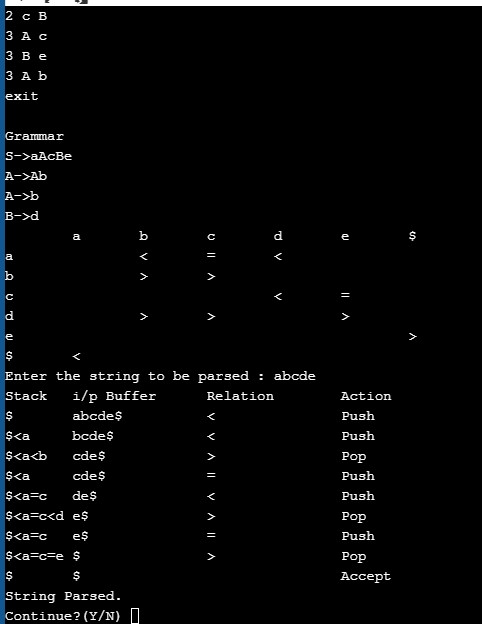 2 c B
3 A c
3 B e
3 A b
exit
Grammar
S->aAcBe
A->Ab
A->b
B->d
a b c d e $
a < = <
b > >
c < =
d > > >
e >
$ <
Enter the string to be parsed : abcde
Stack i/p Buffer Relation Action
$ abcde$ < Push
$<a bcde$ < Push
$<a<b cde$ > Pop
$<a cde$ = Push
$<a=c de$ < Push
$<a=c<d e$ > Pop
$<a=c e$ = Push
$<a=c=e $ > Pop
$ $ Accept
String Parsed.
Continue?(Y/N)